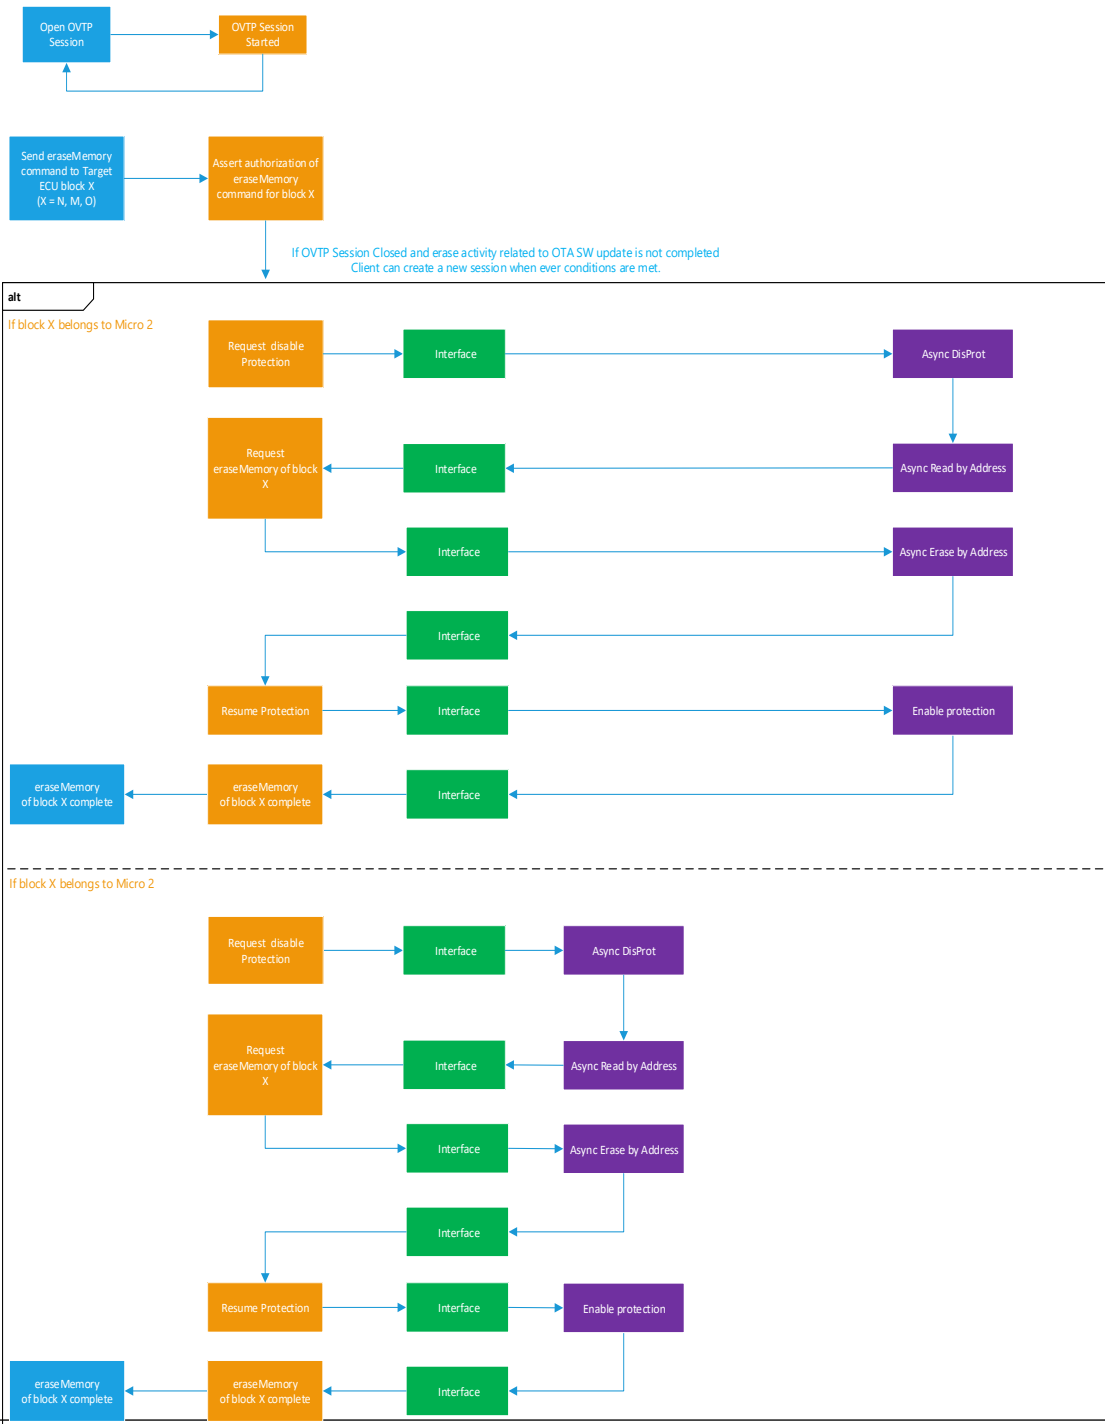 Open OVTP
Session
OVTP Session
Started
Send eraseMemory
command to Target
ECU block X
(X = N, M, O)
Assert authorization of
eraseMemory
command for block X
If OVTP Session Closed and erase activity related to OTA SW update is not completed
Client can create a new session when ever conditions are met.
alt
If block X belongs to Micro 2
Request disable
Protection
Interface
Async DisProt
Request
eraseMemory of block
X
Interface
Async Read by Address
Interface
Async Erase by Address
Interface
Resume Protection
Interface
Enable protection
eraseMemory
of block X complete
eraseMemory
of block X complete
Interface
If block X belongs to Micro 2
Request disable
Protection
Interface
Async DisProt
Request
eraseMemory of block
X
Interface
Async Read by Address
Interface
Async Erase by Address
Interface
Resume Protection
Interface
Enable protection
eraseMemory
of block X complete
eraseMemory
of block X complete
Interface